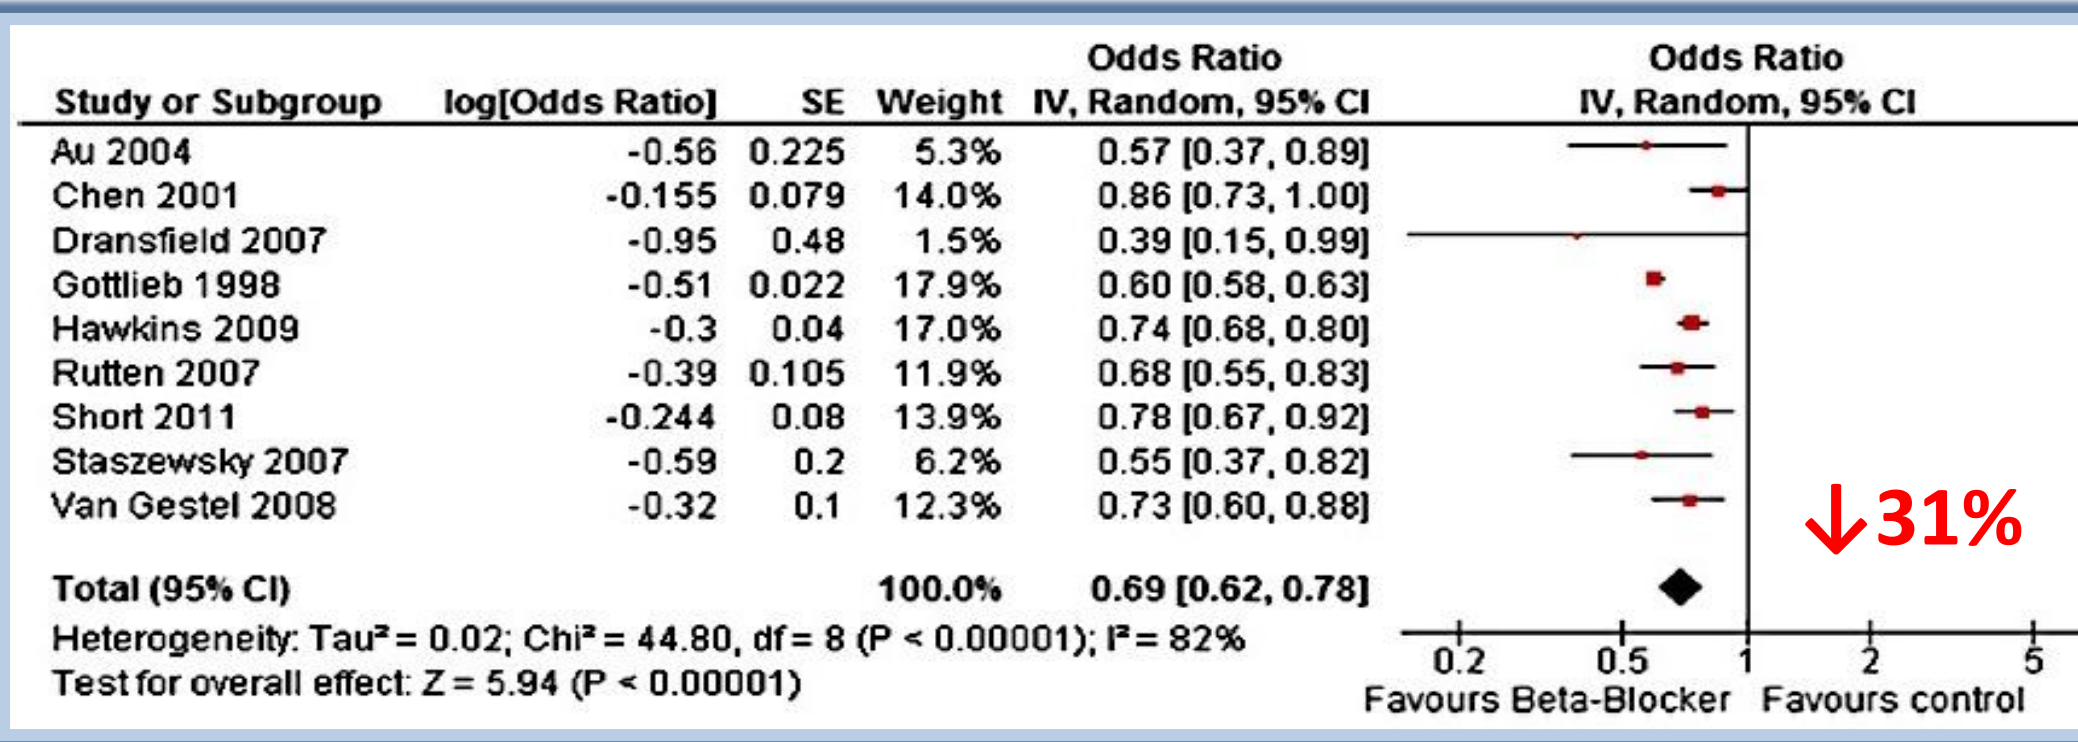 Odds Ratio Odds Ratio
Study or Subgroup log[Odds Ratio] SE Weight IV, Random, 95% CI IV, Random, 95% CI
Au 2004 -0.56 0.225 5.3% 0.57 [0.37, 0.89]
Chen 2001 -0.155 0.079 14.0% 0.86 [0.73, 1.00]
Dransfield 2007 -0.95 0.48 1.5% 0.39 [0.15, 0.99]
Gottlieb 1998 -0.51 0.022 17.9% 0.60 [0.58, 0.63]
Hawkins 2009 -0.3 0.04 17.0% 0.74 [0.68, 0.80]
Rutten 2007 -0.39 0.105 11.9% 0.68 [0.55, 0.83]
Short 2011 -0.244 0.08 13.9% 0.78 [0.67, 0.92]
Staszewsky 2007 -0.59 0.2 6.2% 0.55 [0.37, 0.82]
Van Gestel 2008 -0.32 0.1 12.3% 0.73 [0.60, 0.88]
↓31%
Total (95% CI) 100.0% 0.69 [0.62, 0.78]
Heterogeneity: Tau² = 0.02; Chi² = 44.80, df = 8 (P < 0.00001); I² = 82%
Test for overall effect: Z = 5.94 (P < 0.00001)
0.2 0.5 1 2 5
Favours Beta-Blocker Favours control